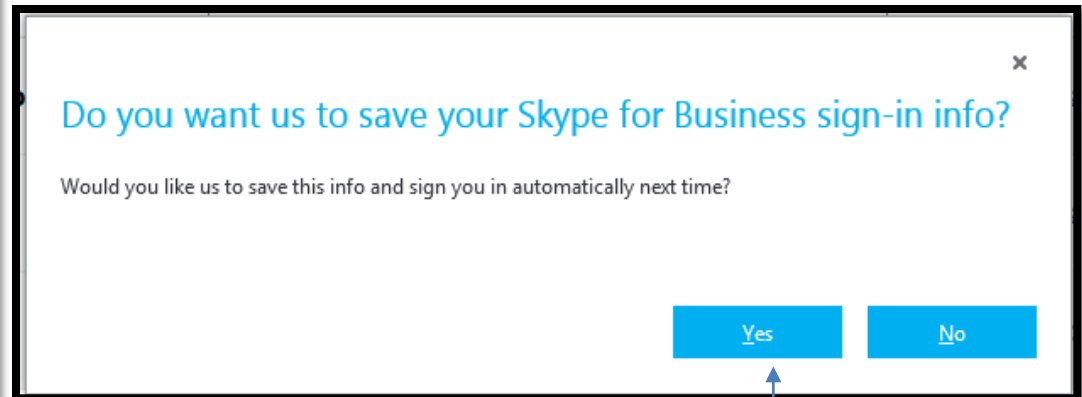 Do you want us to save your Skype for Business sign-in info?
Would you like us to save this info and sign you in automatically next time?
Yes No